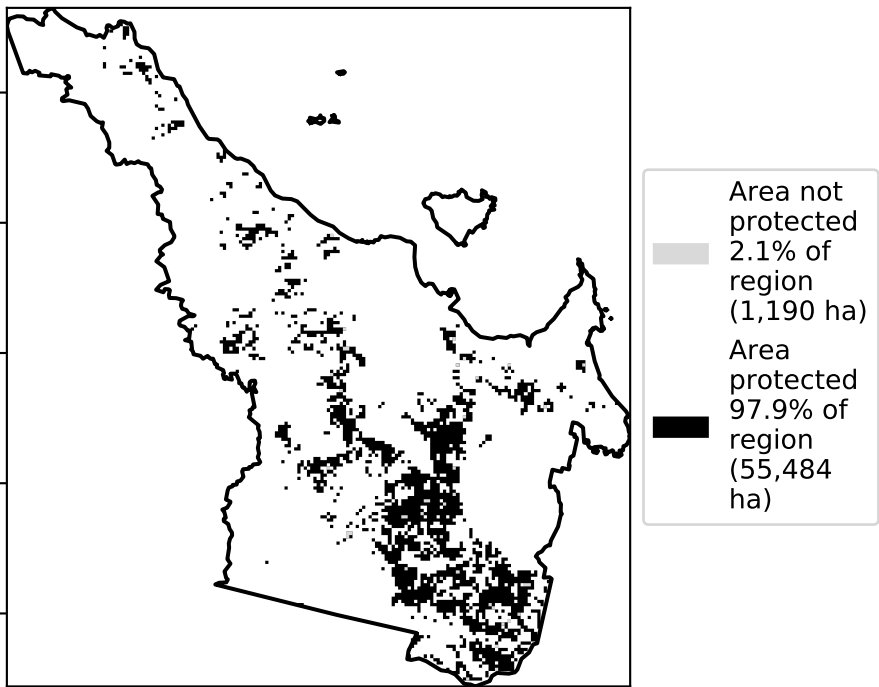 Area not
protected
2.1% of
region
(1,190 ha)
Area
protected
97.9% of
region
(55,484
ha)